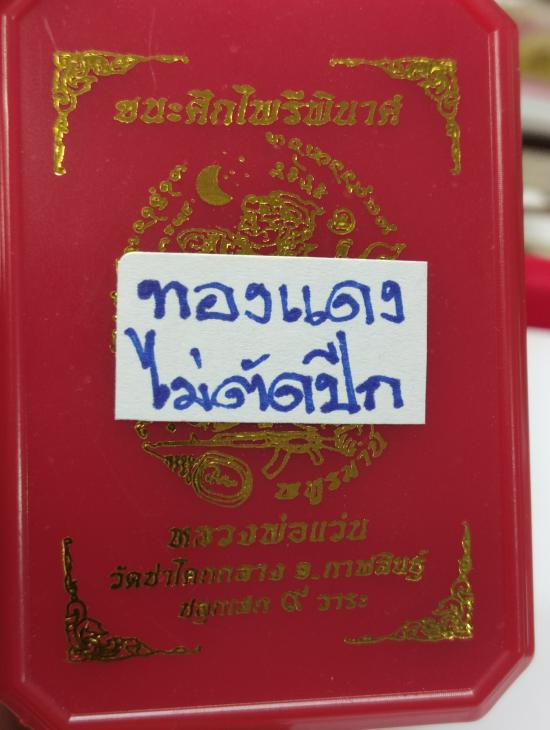 ชนะศึกไพรีพินาศ
ทองแดง
ไม่ตัดปีก
หลวงพ่อแว่น
วัดป่าโคกกลาง จ.กาฬสินธุ์
ปลุกเสก ๙ วาระ